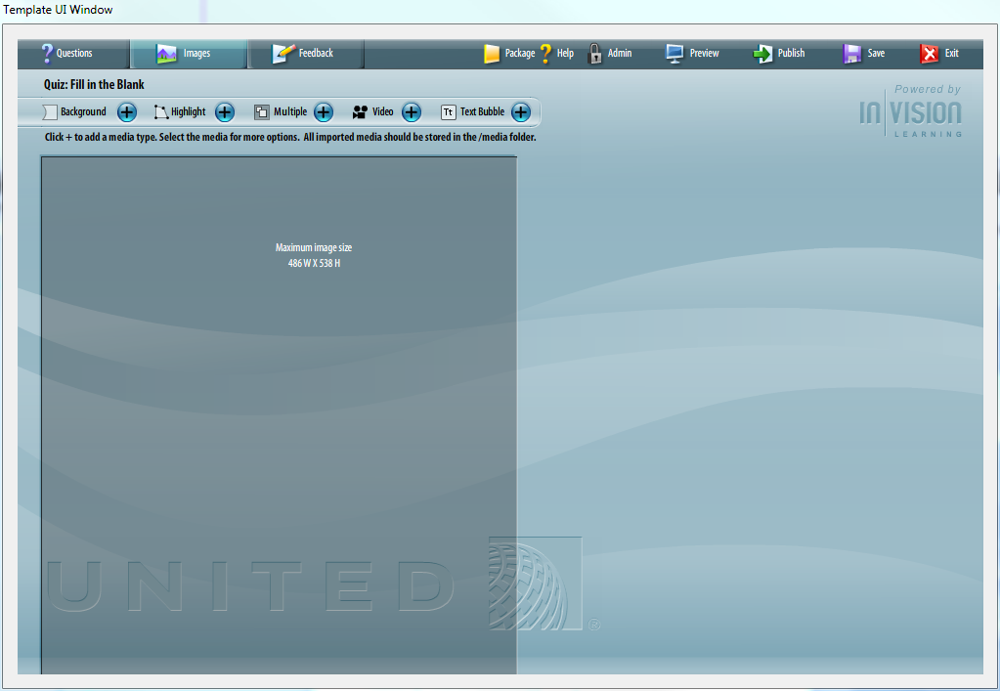 Template UI Window
Questions Images Feedback Package Help Admin Preview Publish Save Exit
Quiz: Fill in the Blank
Powered by
INVISION
LEARNING
Background Highlight Multiple Video Tt Text Bubble
Click + to add a media type. Select the media for more options. All imported media should be stored in the /media folder.
Maximum image size
486 W X 538 H
UNITED ®